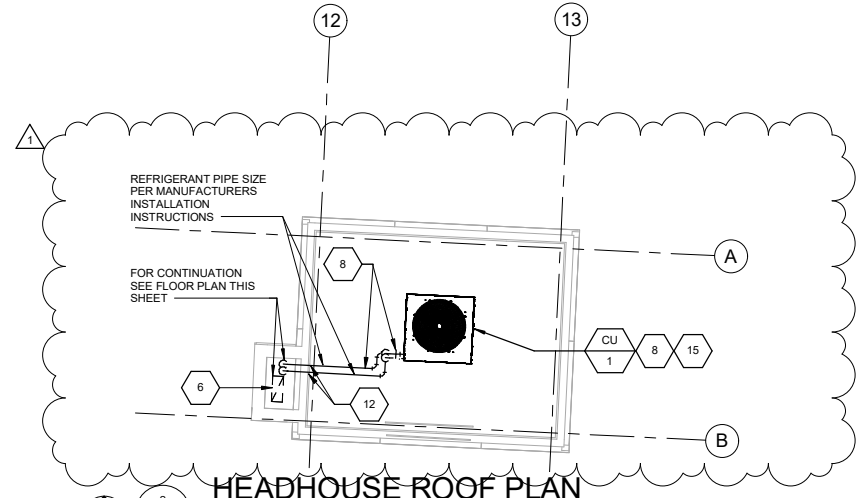 12
13
1
REFRIGERANT PIPE SIZE
PER MANUFACTURERS
INSTALLATION
INSTRUCTIONS
A
8
FOR CONTINUATION
SEE FLOOR PLAN THIS
SHEET
CU
1
8
15
6
12
B
HEADHOUSE ROOF PLAN